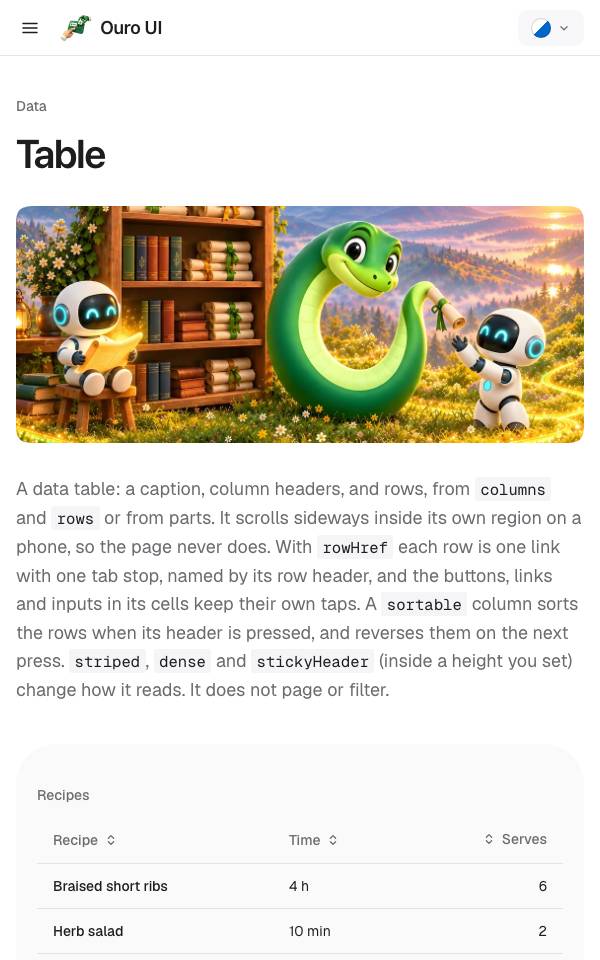 Ouro UI
Data
Table
A data table: a caption, column headers, and rows, from columns
and rows or from parts. It scrolls sideways inside its own region on a
phone, so the page never does. With rowHref each row is one link
with one tab stop, named by its row header, and the buttons, links
and inputs in its cells keep their own taps. A sortable column sorts
the rows when its header is pressed, and reverses them on the next
press. striped, dense and stickyHeader (inside a height you set)
change how it reads. It does not page or filter.
Recipes
Recipe Time Serves
Braised short ribs 4 h 6
Herb salad 10 min 2